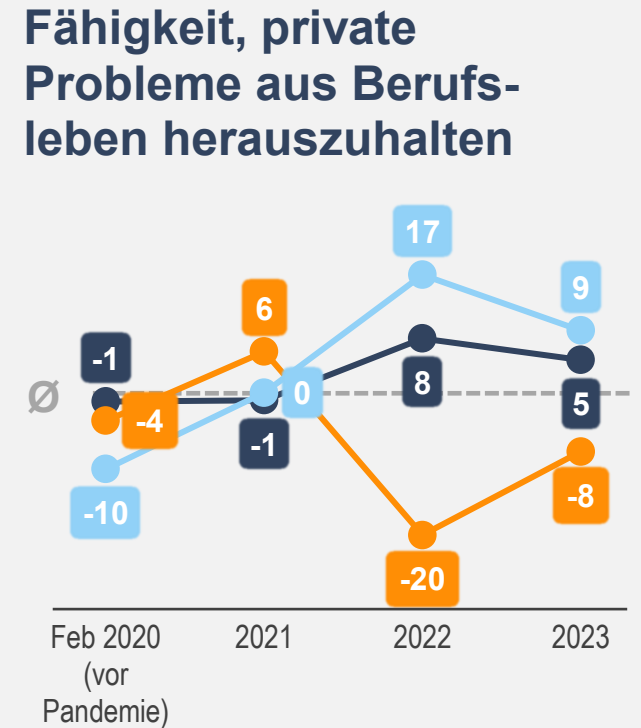 Fähigkeit, private
Probleme aus Berufs-
leben herauszuhalten
17
9
6
-1
Ø
0
-4
8
5
-1
-8
-10
-20
Feb 2020 2021 2022 2023
(vor
Pandemie)